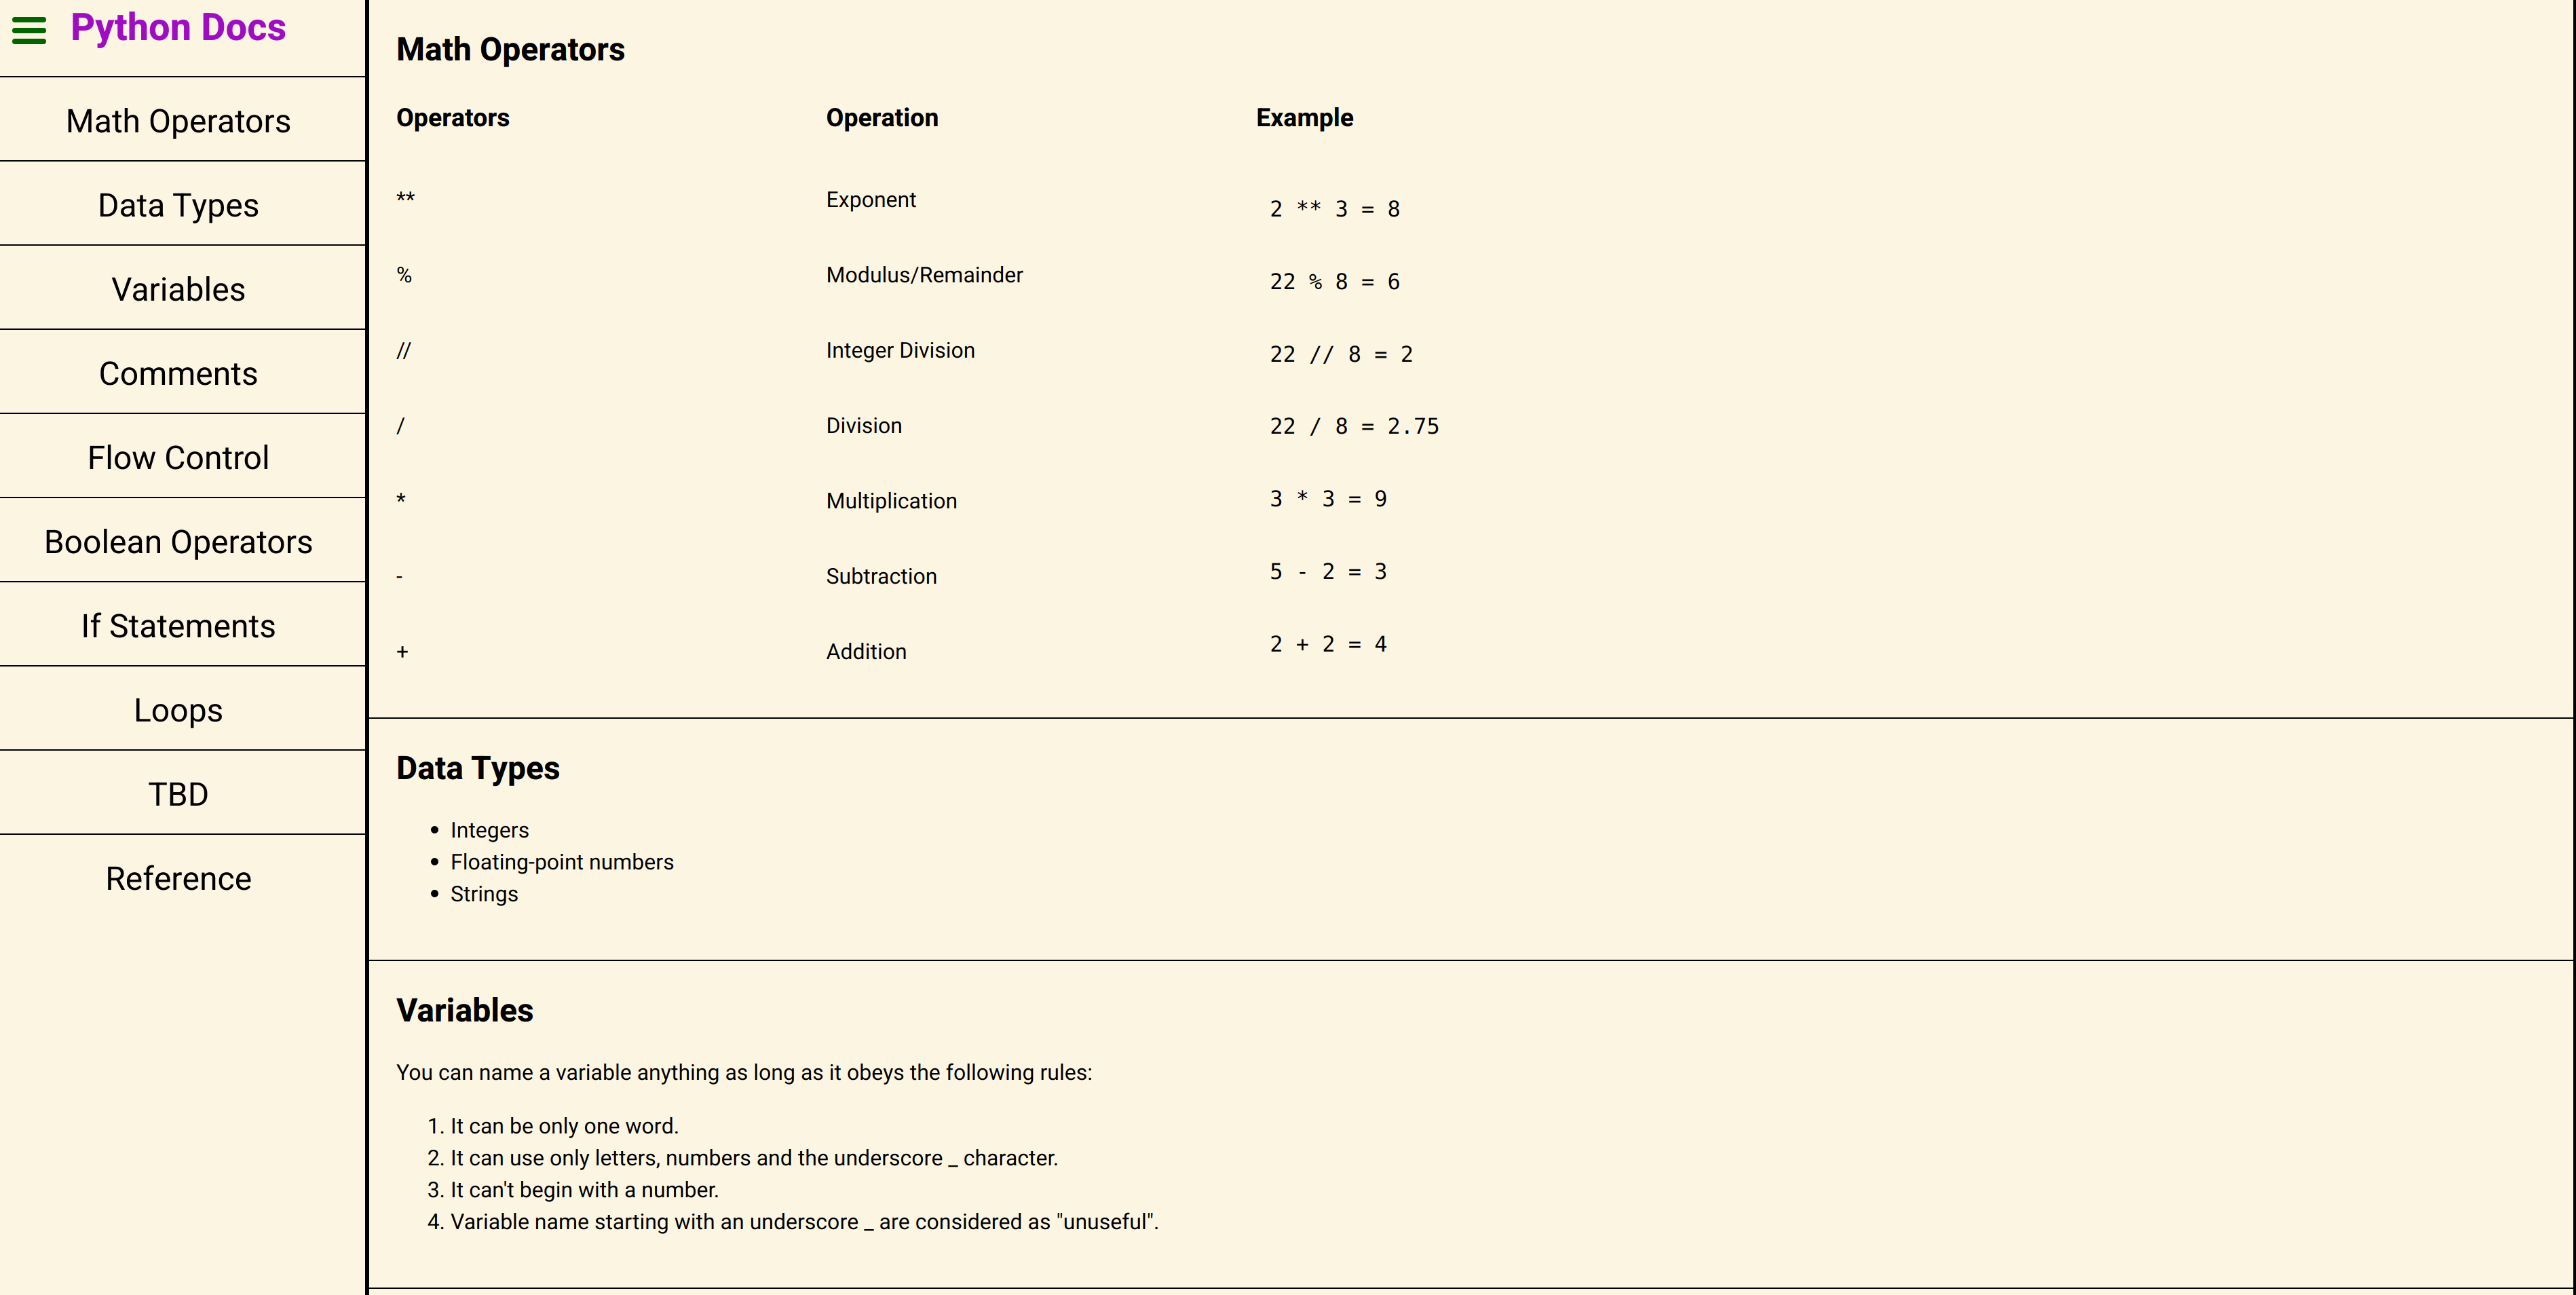 Python Docs
Math Operators
Data Types
Variables
Comments
Flow Control
Boolean Operators
If Statements
Loops
TBD
Reference
Math Operators
Operators Operation Example
** Exponent 2 ** 3 = 8
% Modulus/Remainder 22 % 8 = 6
// Integer Division 22 // 8 = 2
/ Division 22 / 8 = 2.75
* Multiplication 3 * 3 = 9
- Subtraction 5 - 2 = 3
+ Addition 2 + 2 = 4
Data Types
• Integers
• Floating-point numbers
• Strings
Variables
You can name a variable anything as long as it obeys the following rules:
1. It can be only one word.
2. It can use only letters, numbers and the underscore _ character.
3. It can't begin with a number.
4. Variable name starting with an underscore _ are considered as "unuseful".